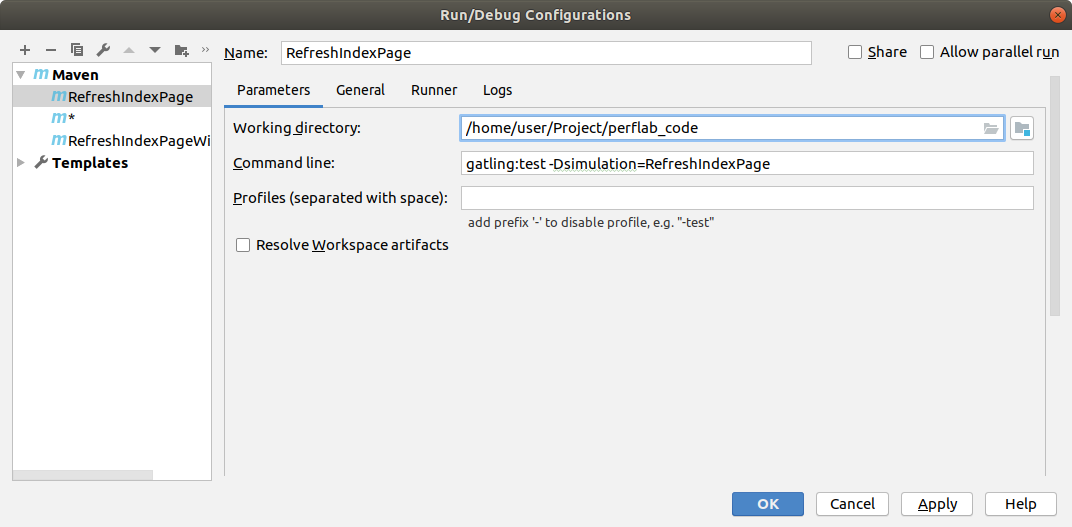 Run/Debug Configurations
Name: RefreshIndexPage
Share
Allow parallel run
Maven
RefreshIndexPage
*
RefreshIndexPageWi
Templates
Parameters General Runner Logs
Working directory: /home/user/Project/perflab_code
Command line: gatling:test -Dsimulation=RefreshIndexPage
Profiles (separated with space):
add prefix '-' to disable profile, e.g. "-test"
Resolve Workspace artifacts
OK Cancel Apply Help